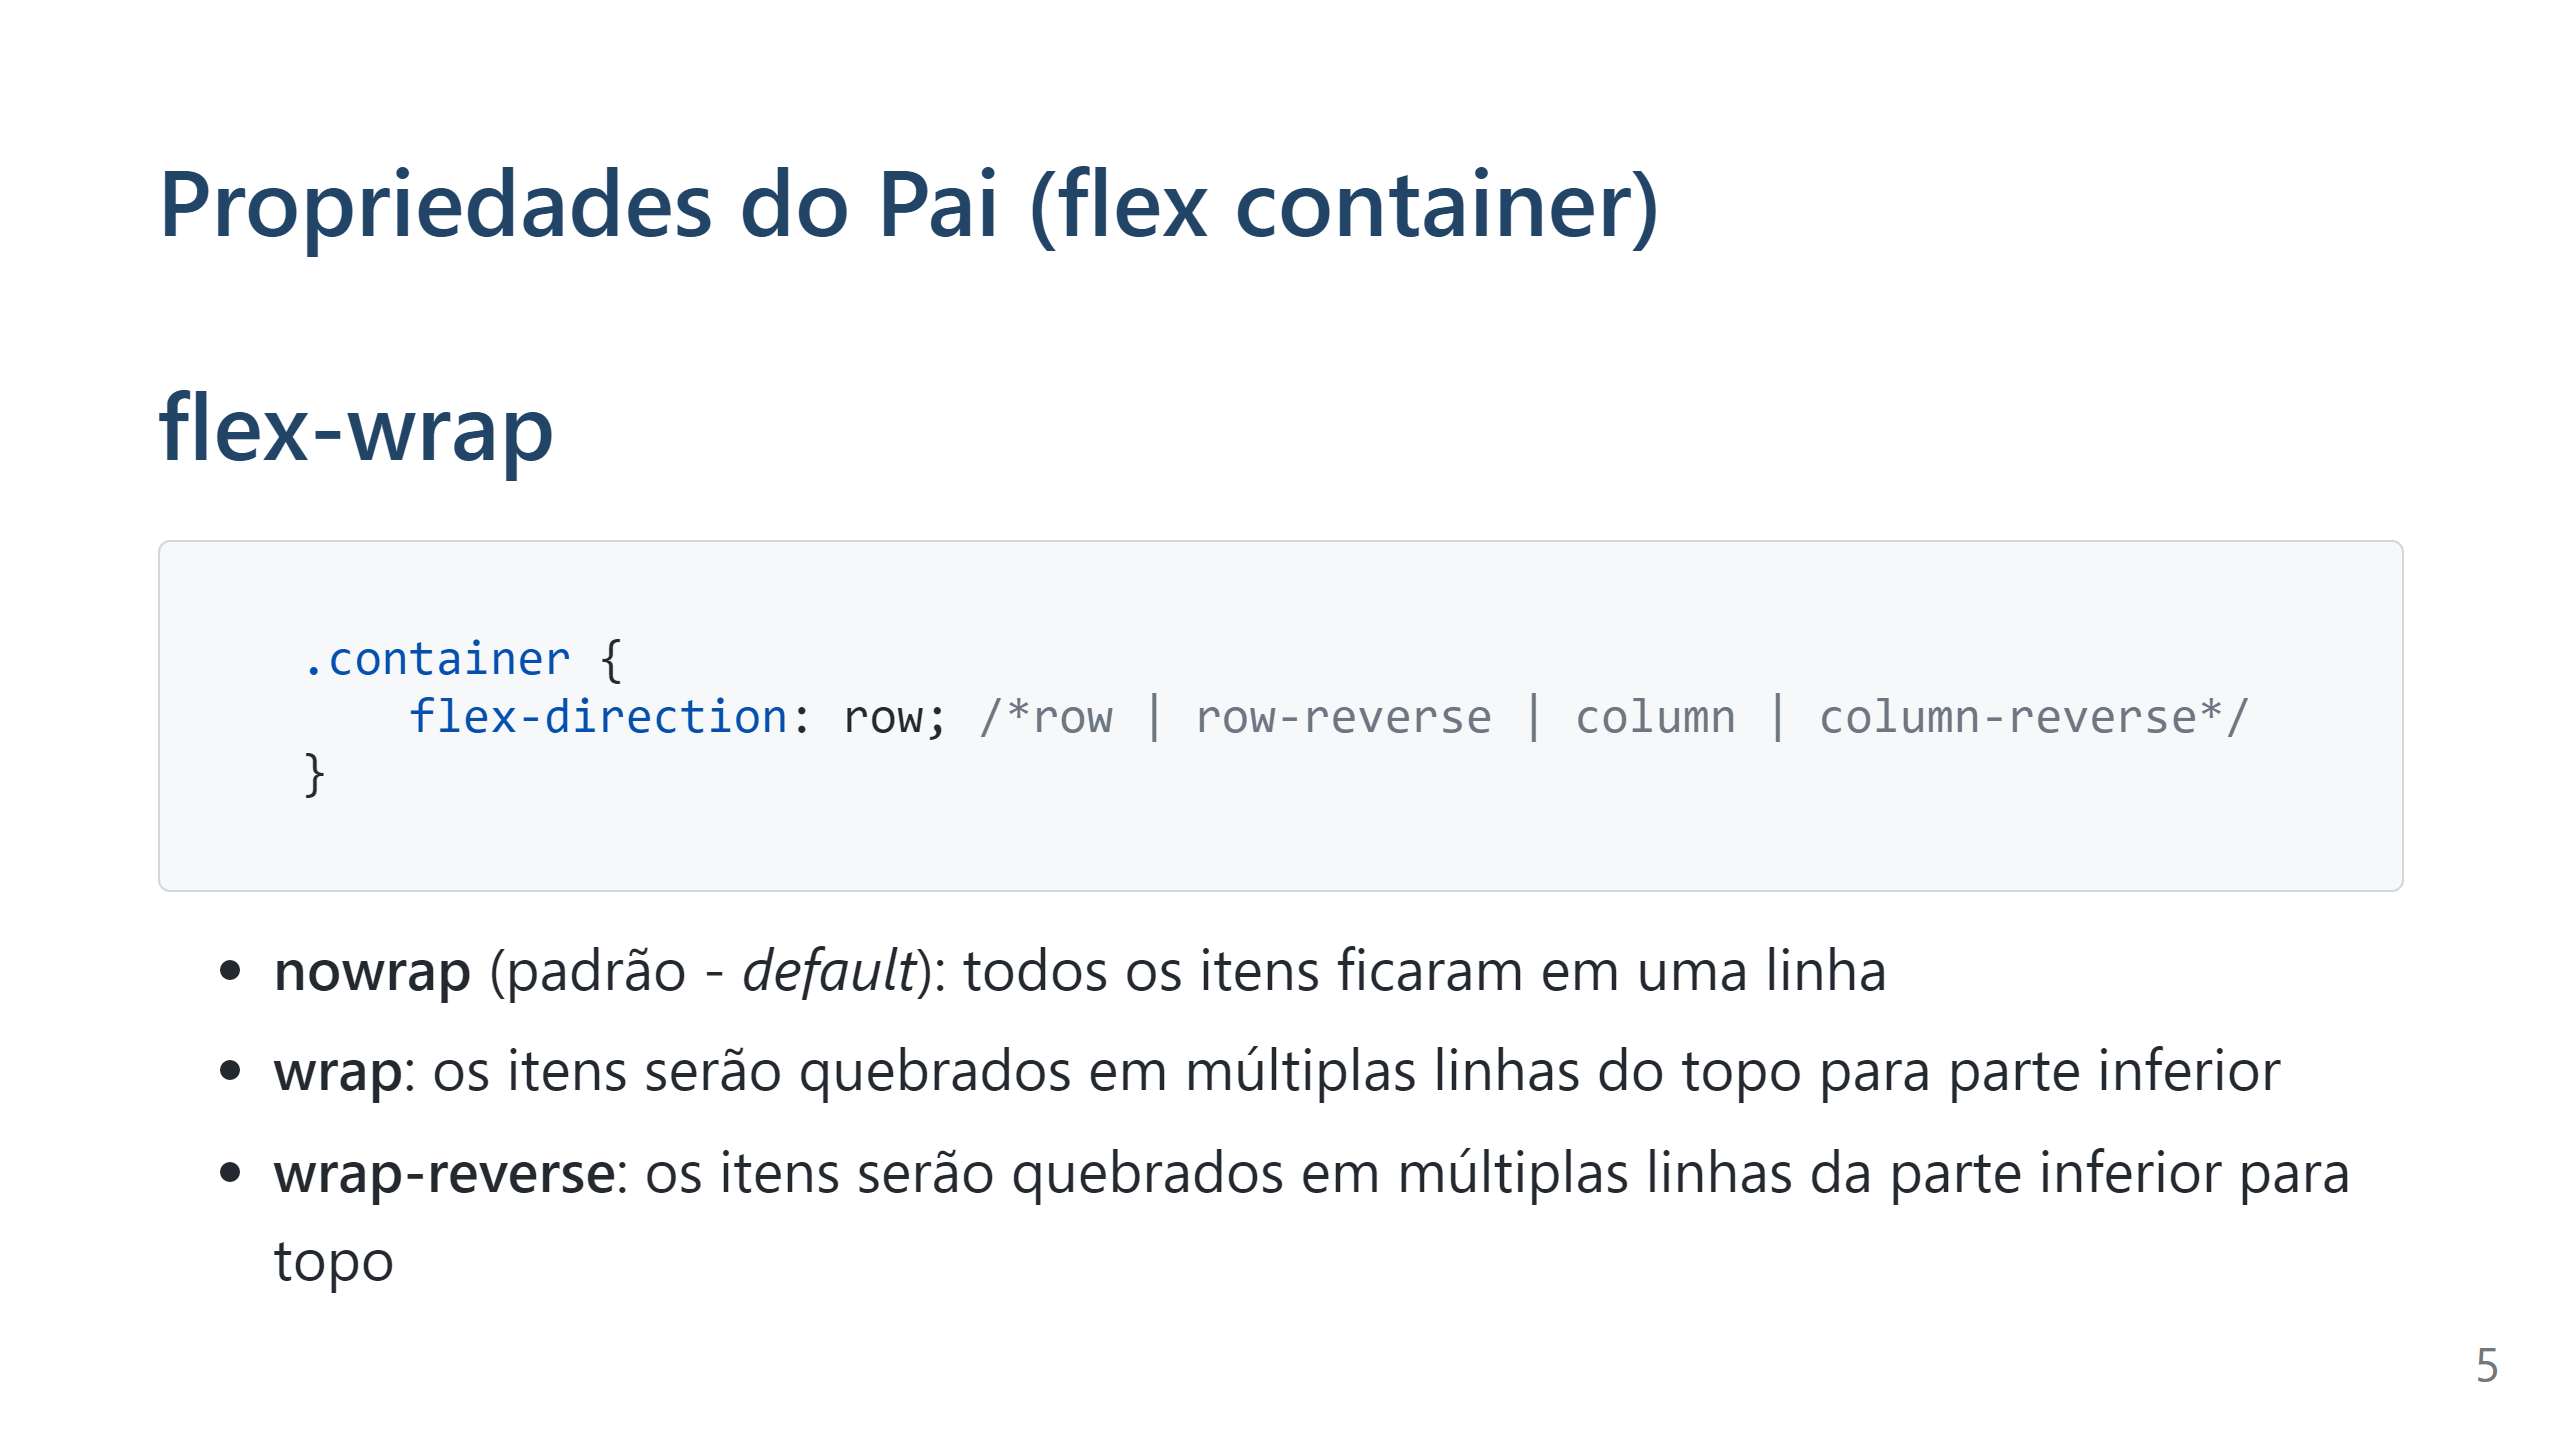 Propriedades do Pai (flex container)
flex-wrap
.container {
    flex-direction: row; /*row | row-reverse | column | column-reverse*/
}
• nowrap (padrão - default): todos os itens ficaram em uma linha
• wrap: os itens serão quebrados em múltiplas linhas do topo para parte inferior
• wrap-reverse: os itens serão quebrados em múltiplas linhas da parte inferior para
topo
5